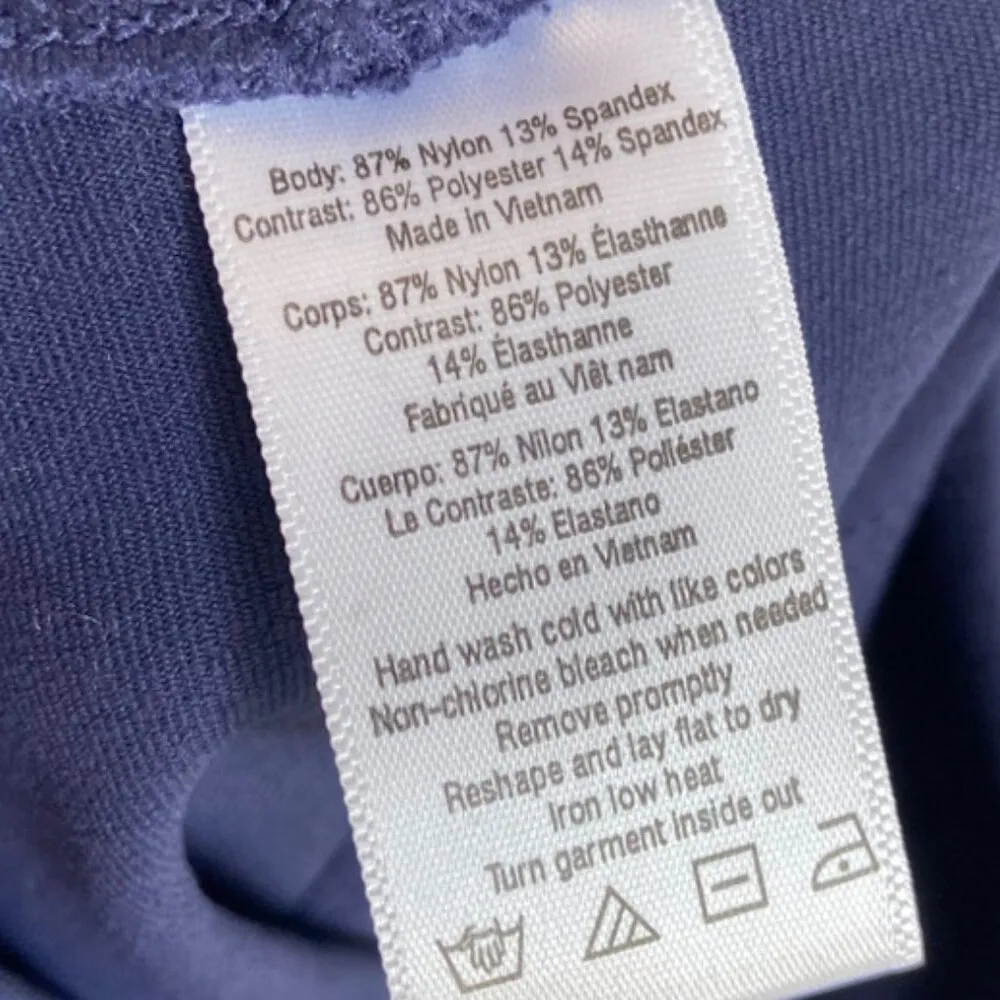 Body: 87% Nylon 13% Spandex
Contrast: 86% Polyester 14% Spandex
Made in Vietnam
Corps: 87% Nylon 13% Élasthanne
Contrast: 86% Polyester
14% Élasthanne
Fabriqué au Viêt nam
Cuerpo: 87% Nilon 13% Elastano
Le Contraste: 86% Poliéster
14% Elastano
Hecho en Vietnam
Hand wash cold with like colors
Non-chlorine bleach when needed
Remove promptly
Reshape and lay flat to dry
Iron low heat
Turn garment inside out